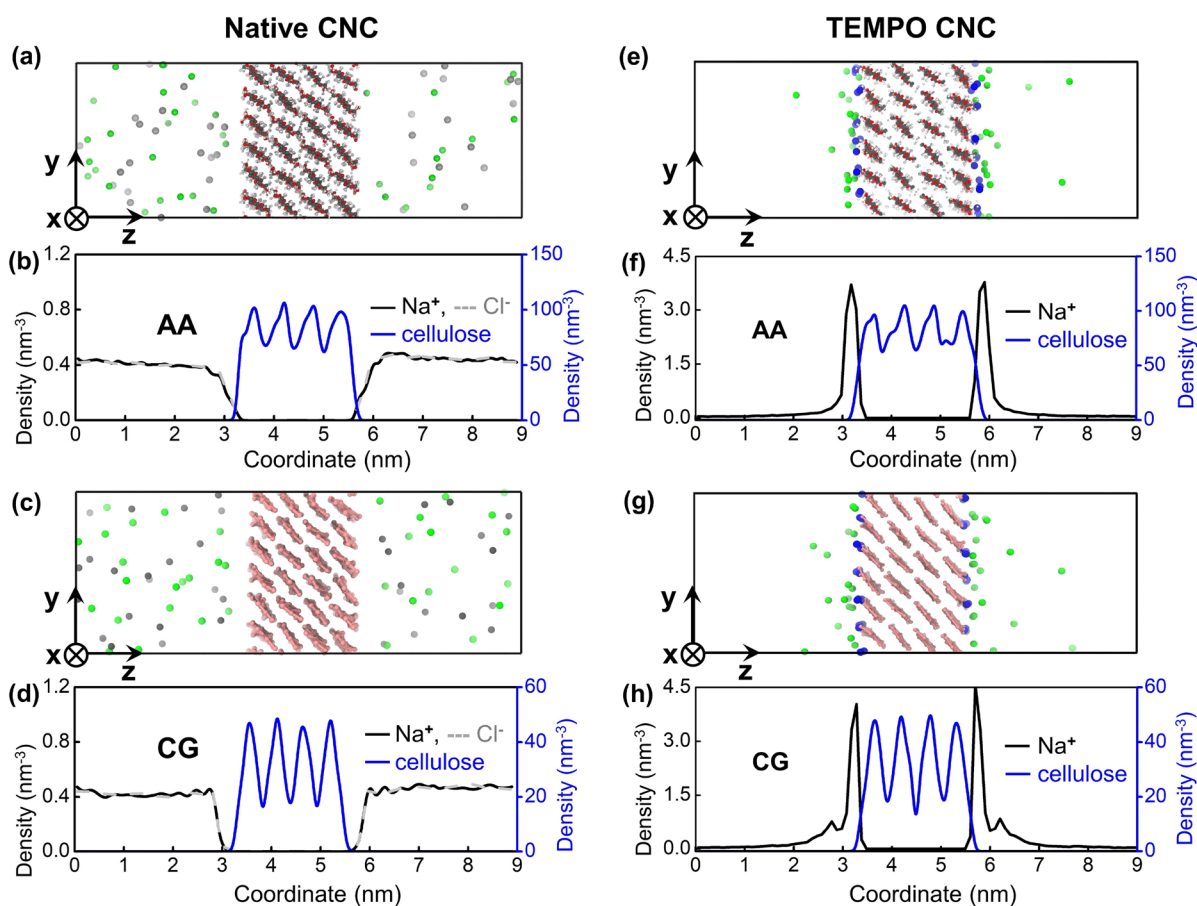 Native CNC
(a)
y
x
z
(b)
1.2
0.8
0.4
0.0
Density (nm⁻³)
150
100
50
0
Density (nm⁻³)
AA
Na⁺, --- Cl⁻
cellulose
0 1 2 3 4 5 6 7 8 9
Coordinate (nm)
(c)
y
x
z
(d)
1.2
0.8
0.4
0.0
Density (nm⁻³)
60
40
20
0
Density (nm⁻³)
CG
Na⁺, --- Cl⁻
cellulose
0 1 2 3 4 5 6 7 8 9
Coordinate (nm)
TEMPO CNC
(e)
y
x
z
(f)
4.5
3.0
1.5
0.0
Density (nm⁻³)
150
100
50
0
Density (nm⁻³)
AA
Na⁺
cellulose
0 1 2 3 4 5 6 7 8 9
Coordinate (nm)
(g)
y
x
z
(h)
4.5
3.0
1.5
0.0
Density (nm⁻³)
60
40
20
0
Density (nm⁻³)
CG
Na⁺
cellulose
0 1 2 3 4 5 6 7 8 9
Coordinate (nm)